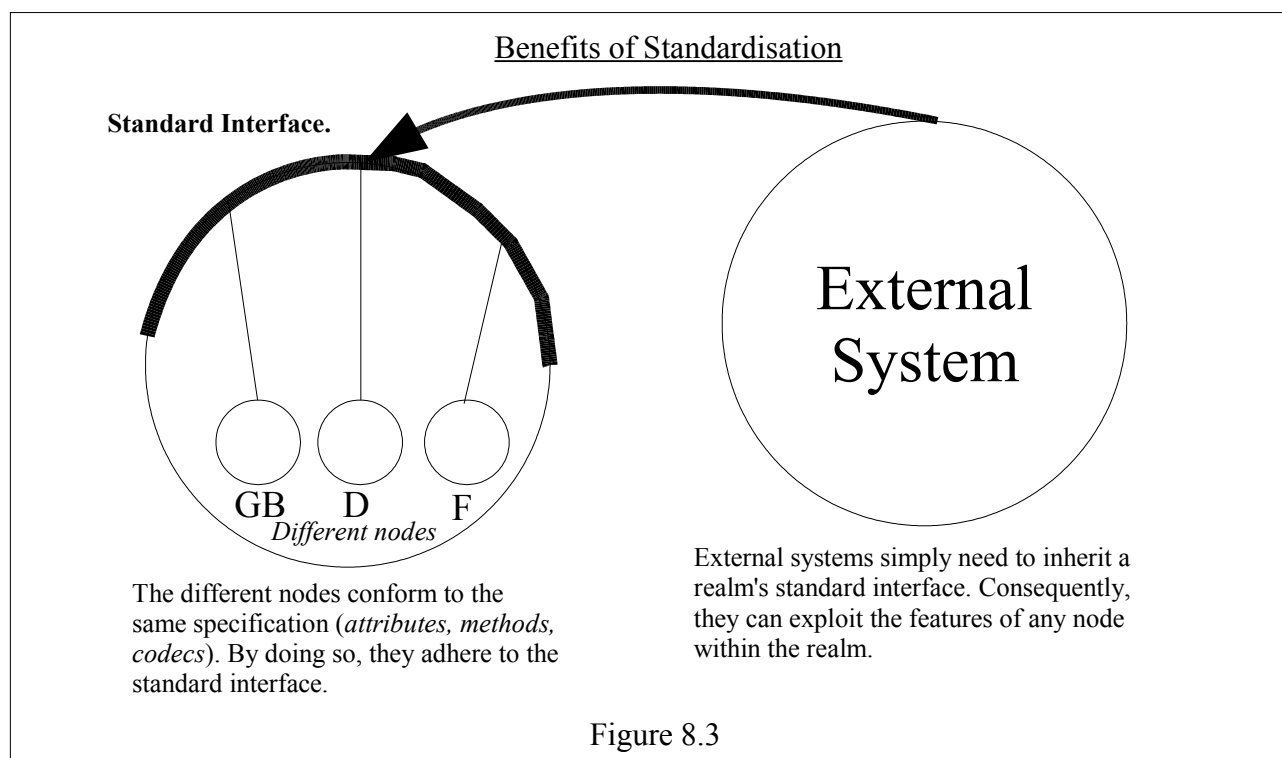 Benefits of Standardisation
Standard Interface.
External
System
GB D F
Different nodes
The different nodes conform to the
same specification (attributes, methods,
codecs). By doing so, they adhere to the
standard interface.
External systems simply need to inherit a
realm's standard interface. Consequently,
they can exploit the features of any node
within the realm.
Figure 8.3